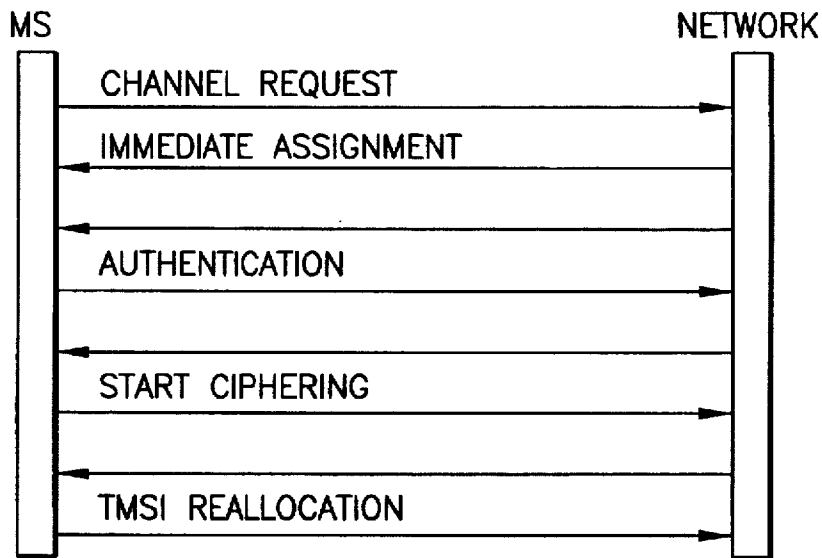 MS
NETWORK
CHANNEL REQUEST
IMMEDIATE ASSIGNMENT
AUTHENTICATION
START CIPHERING
TMSI REALLOCATION